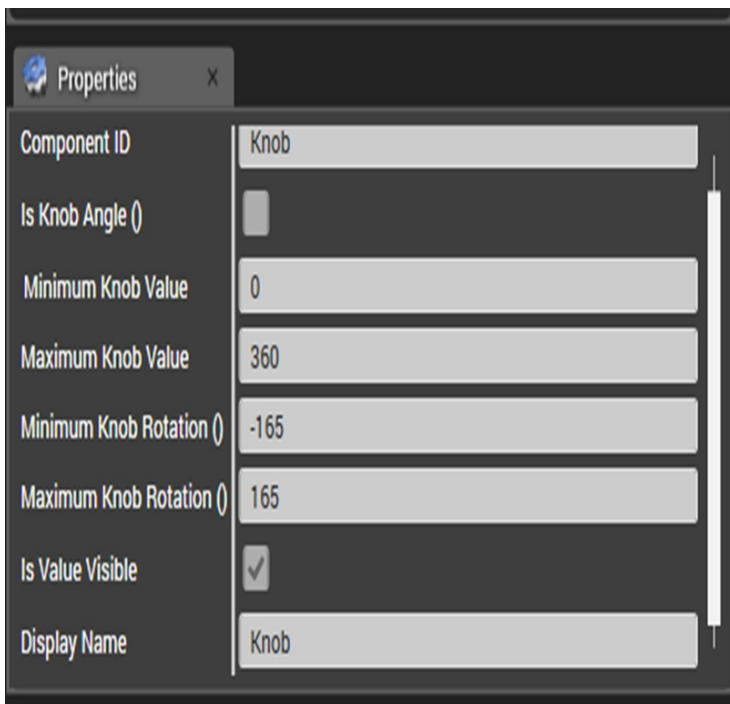 Properties ×
Component ID Knob
Is Knob Angle ()
Minimum Knob Value 0
Maximum Knob Value 360
Minimum Knob Rotation () -165
Maximum Knob Rotation () 165
Is Value Visible
Display Name Knob